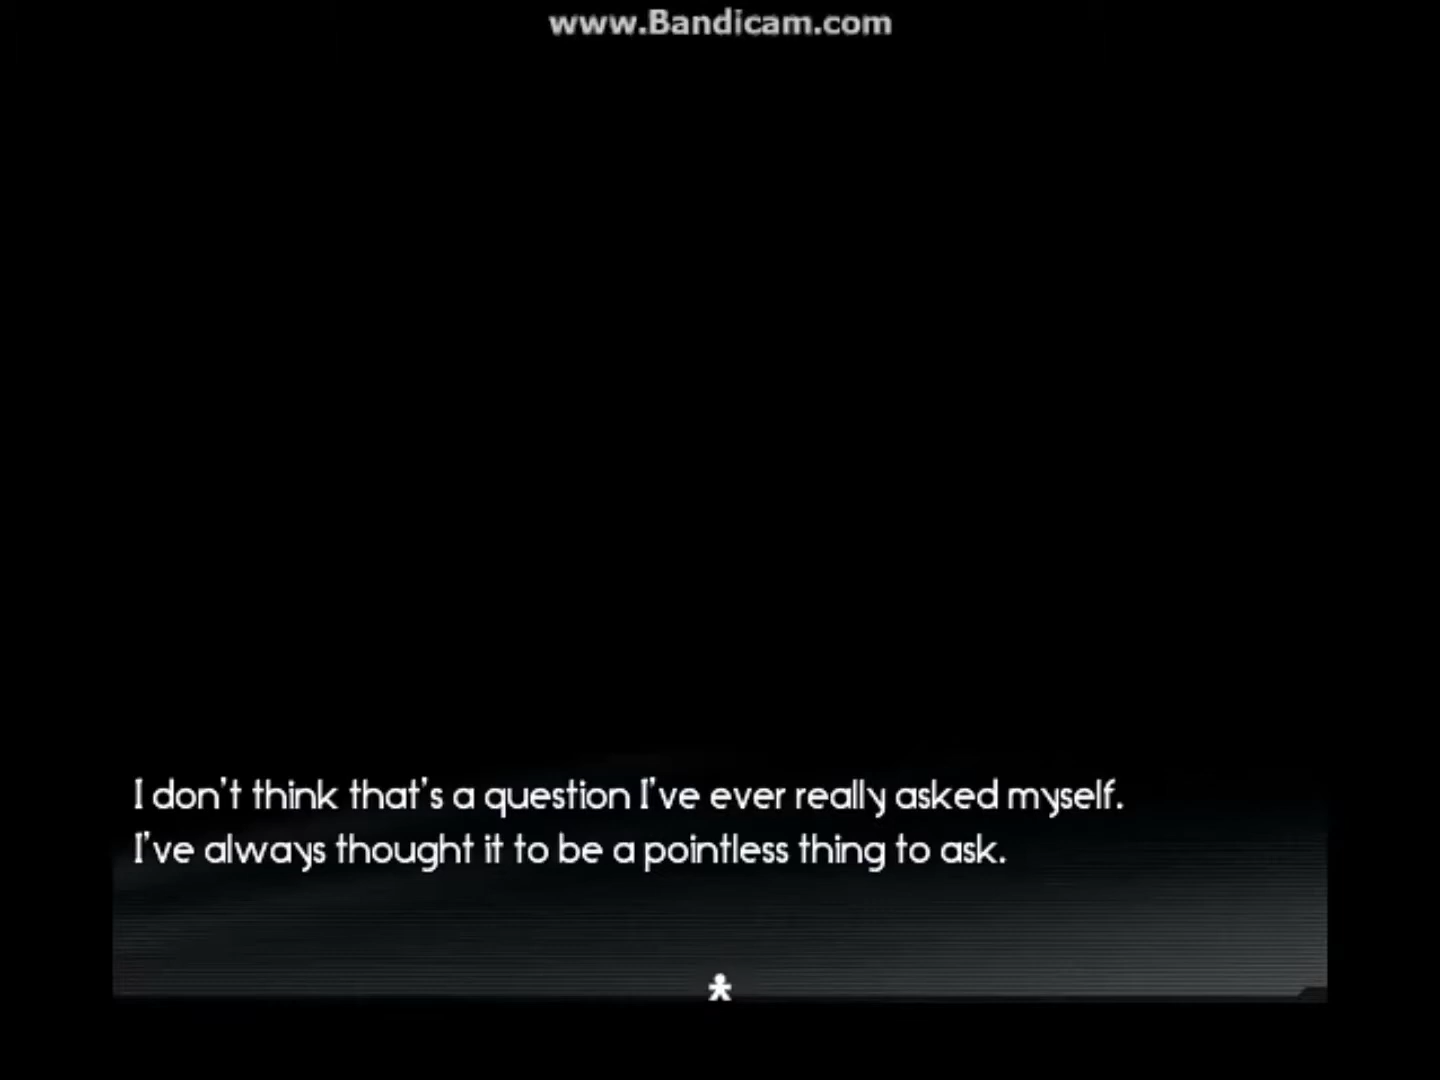 www.Bandicam.com
I don't think that's a question I've ever really asked myself.
I've always thought it to be a pointless thing to ask.